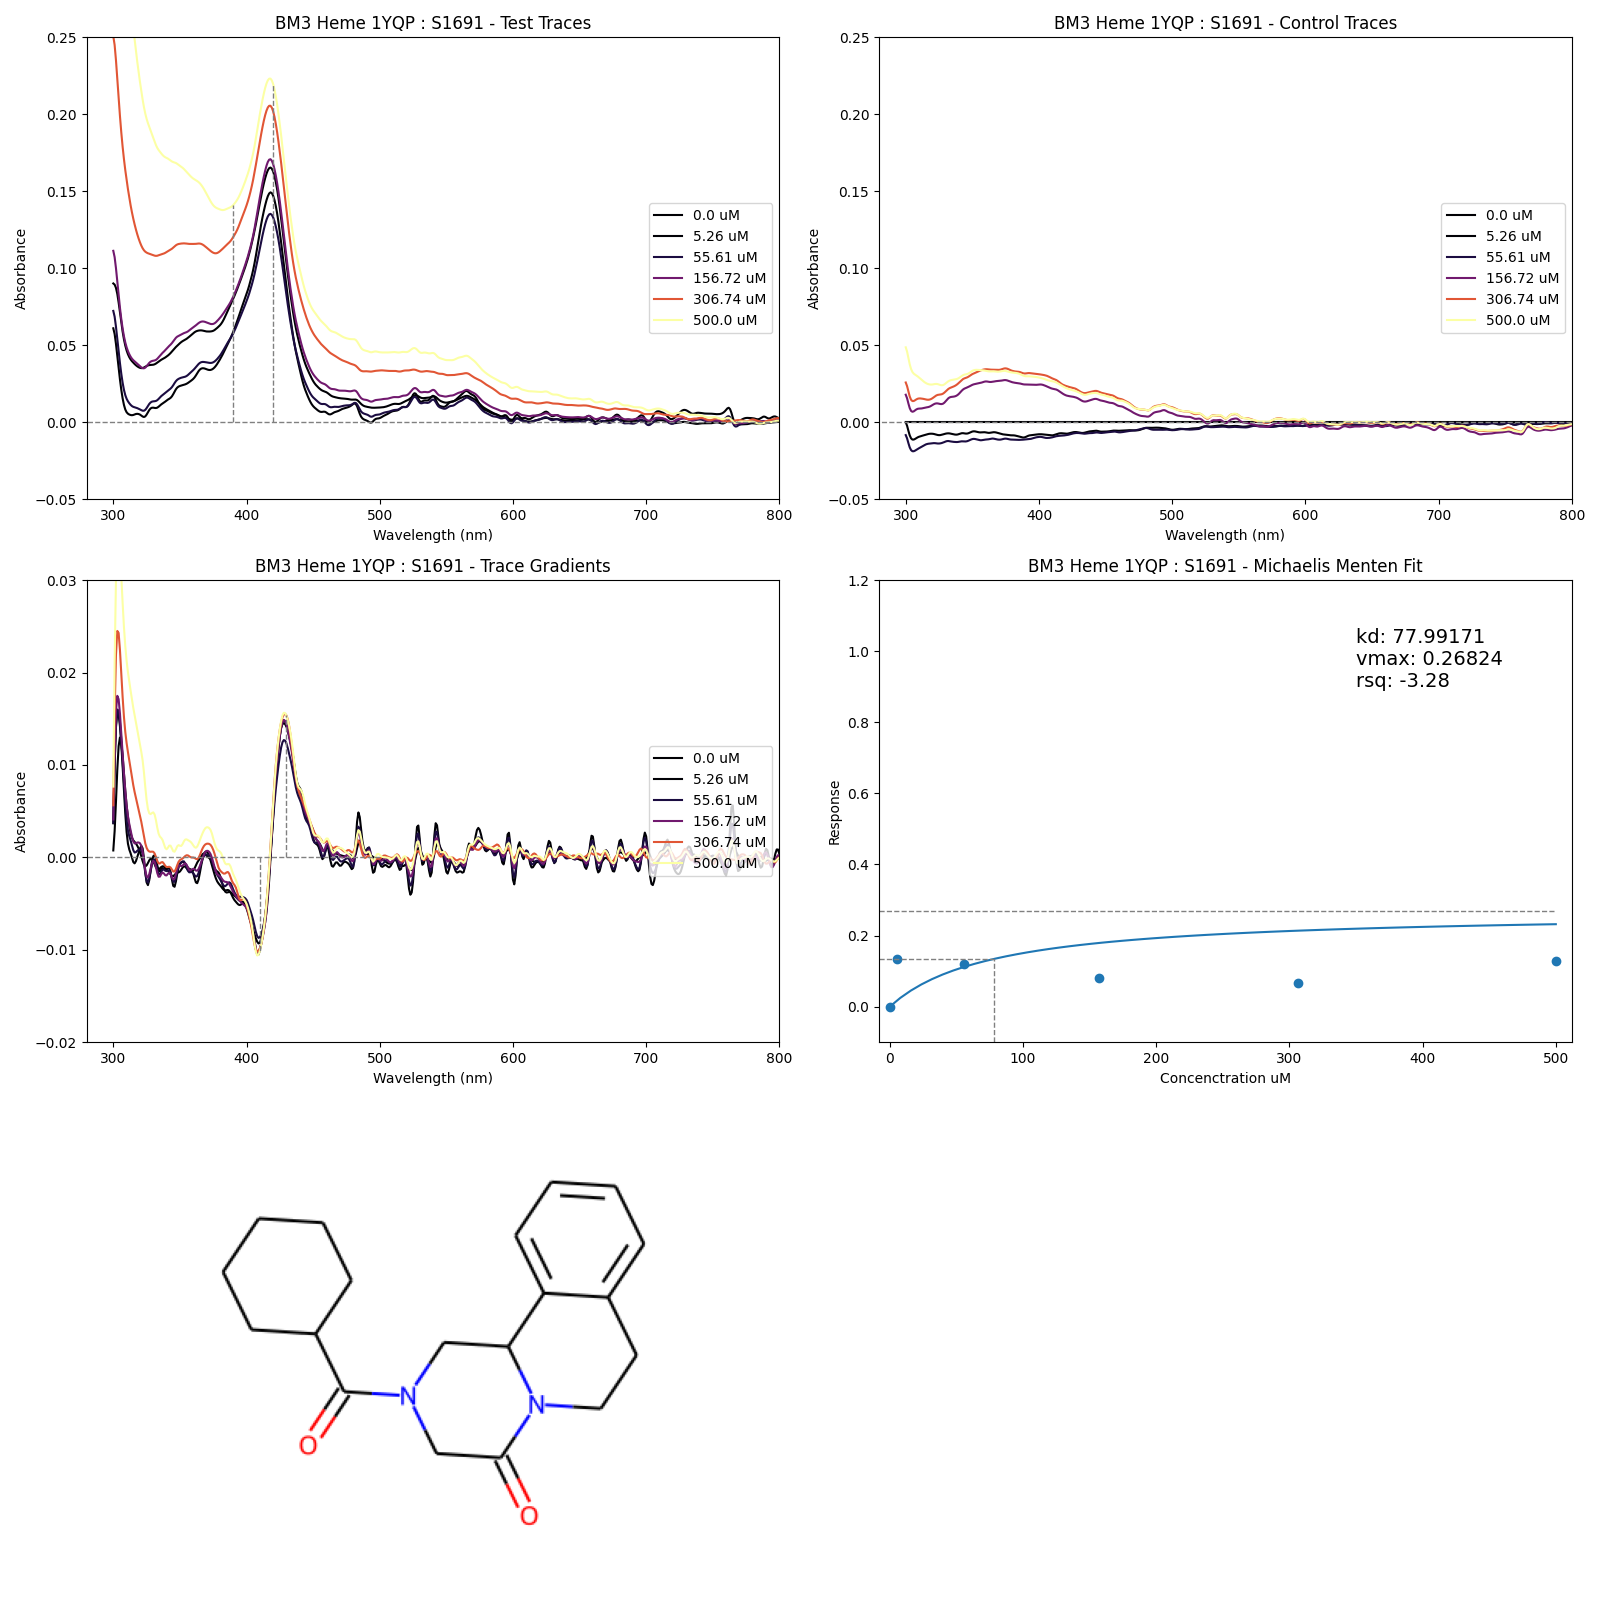 BM3 Heme 1YQP : S1691 - Test Traces
0.25
0.20
0.15
0.10
0.05
0.00
−0.05
Absorbance
300 400 500 600 700 800
Wavelength (nm)
0.0 uM
5.26 uM
55.61 uM
156.72 uM
306.74 uM
500.0 uM
BM3 Heme 1YQP : S1691 - Control Traces
0.25
0.20
0.15
0.10
0.05
0.00
−0.05
Absorbance
300 400 500 600 700 800
Wavelength (nm)
0.0 uM
5.26 uM
55.61 uM
156.72 uM
306.74 uM
500.0 uM
BM3 Heme 1YQP : S1691 - Trace Gradients
0.03
0.02
0.01
0.00
−0.01
−0.02
Absorbance
300 400 500 600 700 800
Wavelength (nm)
0.0 uM
5.26 uM
55.61 uM
156.72 uM
306.74 uM
500.0 uM
BM3 Heme 1YQP : S1691 - Michaelis Menten Fit
1.2
1.0
0.8
0.6
0.4
0.2
0.0
Response
kd: 77.99171
vmax: 0.26824
rsq: -3.28
0 100 200 300 400 500
Concenctration uM
N
N
O
O